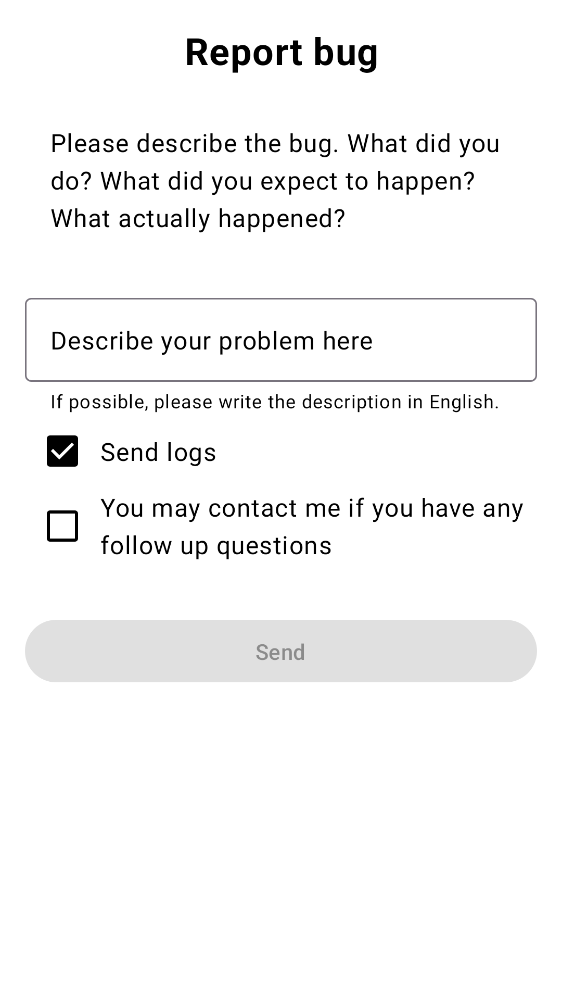 Report bug
Please describe the bug. What did you
do? What did you expect to happen?
What actually happened?
Describe your problem here
If possible, please write the description in English.
Send logs
You may contact me if you have any
follow up questions
Send